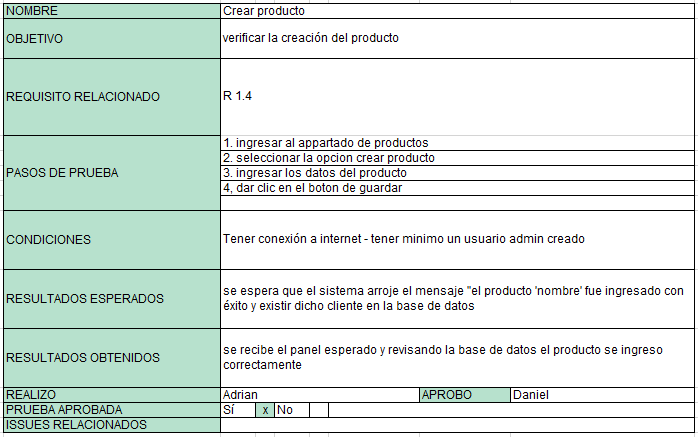 NOMBRE Crear producto
OBJETIVO verificar la creación del producto
REQUISITO RELACIONADO R 1.4
PASOS DE PRUEBA
1. ingresar al appartado de productos
2. seleccionar la opcion crear producto
3. ingresar los datos del producto
4, dar clic en el boton de guardar
CONDICIONES Tener conexión a internet - tener minimo un usuario admin creado
RESULTADOS ESPERADOS
se espera que el sistema arroje el mensaje "el producto 'nombre' fue ingresado con
éxito y existir dicho cliente en la base de datos
RESULTADOS OBTENIDOS
se recibe el panel esperado y revisando la base de datos el producto se ingreso
correctamente
REALIZO Adrian APROBO Daniel
PRUEBA APROBADA Sí x No
ISSUES RELACIONADOS